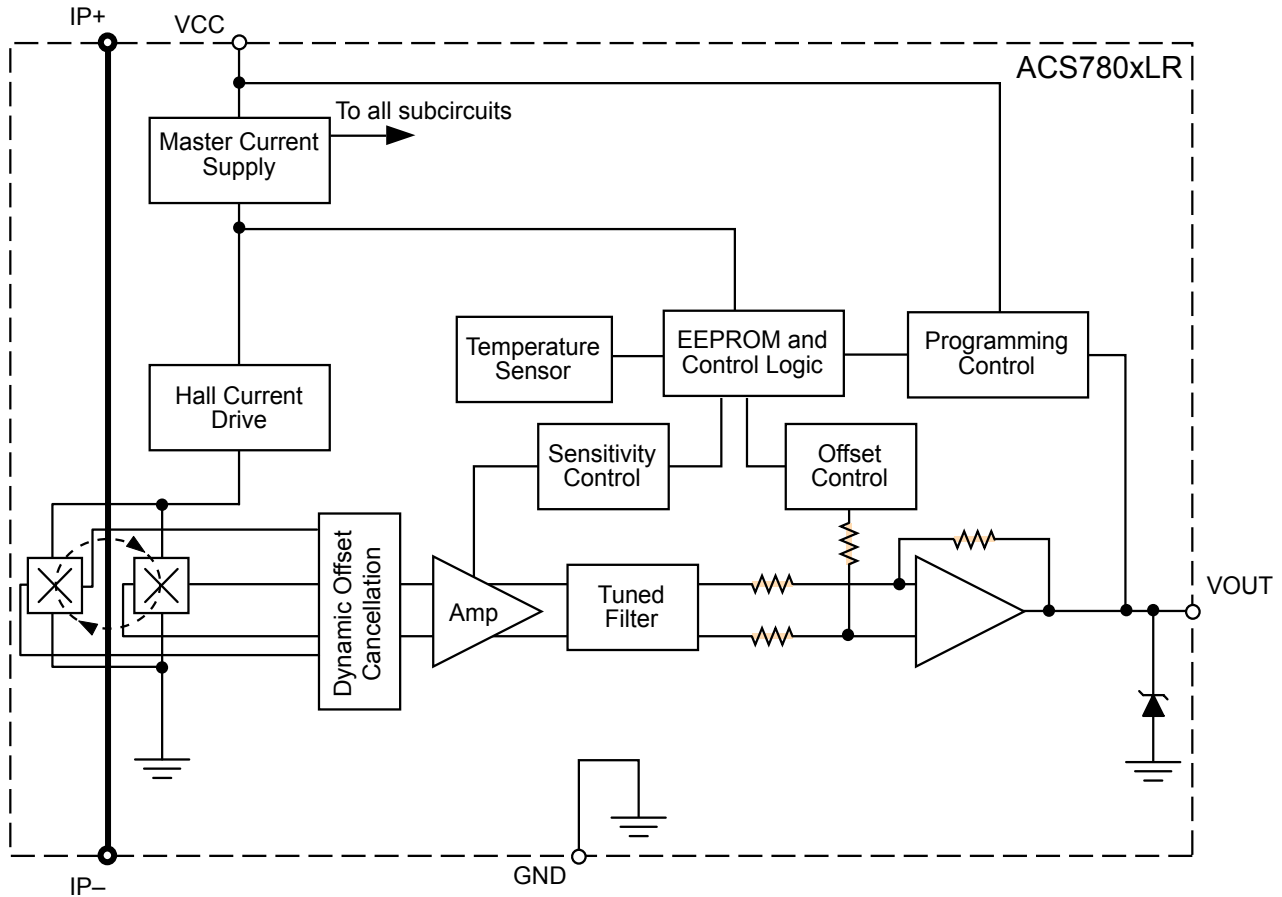 IP+
VCC
ACS780xLR
To all subcircuits
Master Current
Supply
Temperature
Sensor
EEPROM and
Control Logic
Programming
Control
Hall Current
Drive
Sensitivity
Control
Offset
Control
Dynamic Offset
Cancellation
Amp
Tuned
Filter
VOUT
GND
IP–